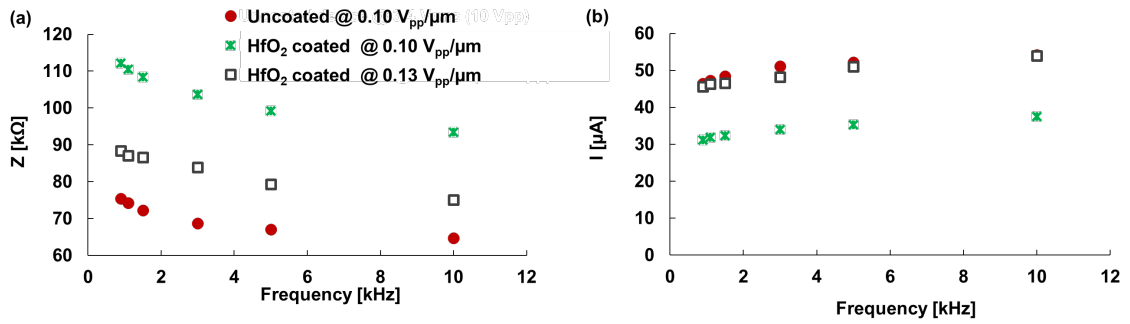 (a)
Uncoated @ 0.10 Vpp/µm
HfO2 coated @ 0.10 Vpp/µm
HfO2 coated @ 0.13 Vpp/µm
120
110
100
90
80
70
60
Z [kΩ]
0 2 4 6 8 10 12
Frequency [kHz]
(b)
60
50
40
30
20
10
0
I [µA]
0 2 4 6 8 10 12
Frequency [kHz]